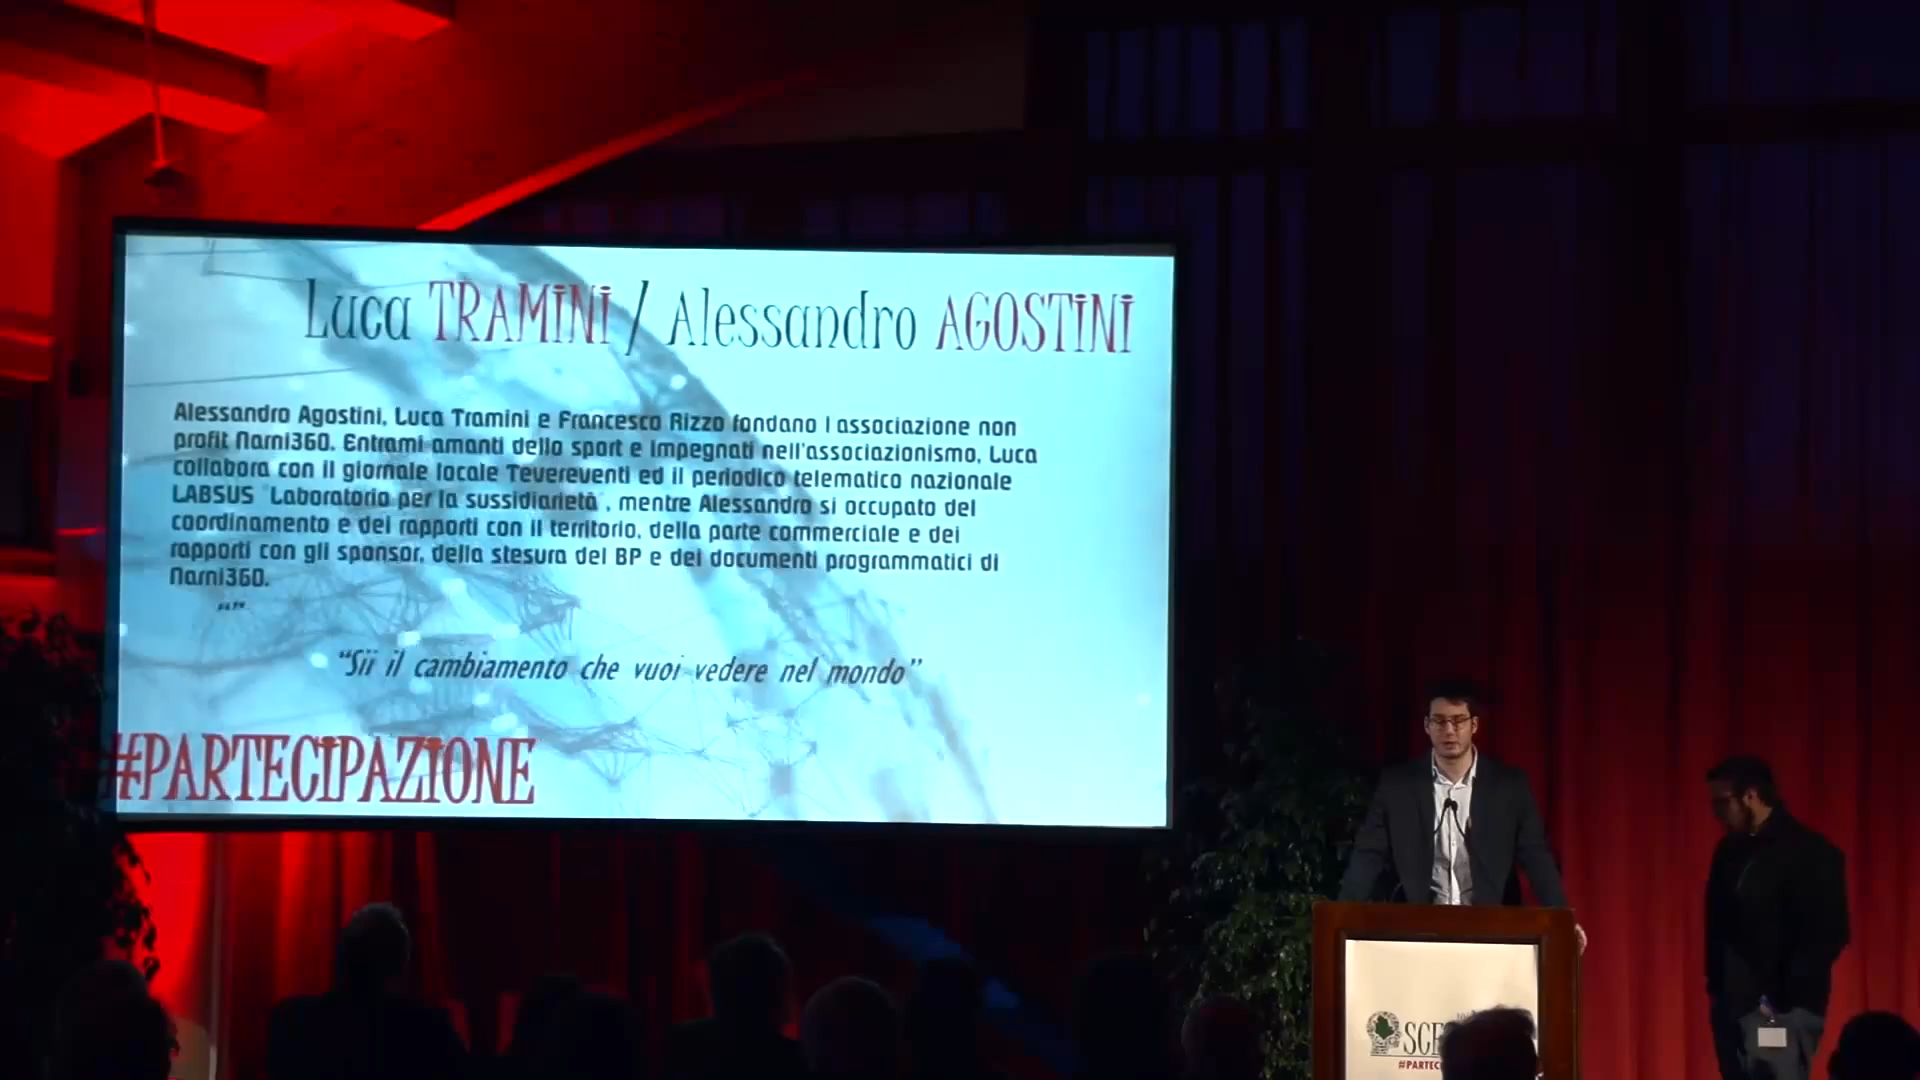 Luca TRAMINI / Alessandro AGOSTINI
Alessandro Agostini, Luca Tramini e Francesco Rizzo fondano l associazione non
profit Narni360. Entrami amanti dello sport e impegnati nell'associazionismo, Luca
collabora con il giornale locale Tevereventi ed il periodico telematico nazionale
LABSUS "Laboratorio per la sussidiarietà", mentre Alessandro si occupato del
coordinamento e dei rapporti con il territorio, della parte commerciale e dei
rapporti con gli sponsor, della stesura del BP e dei documenti programmatici di
Narni360.
“Sii il cambiamento che vuoi vedere nel mondo”
#PARTECIPAZIONE